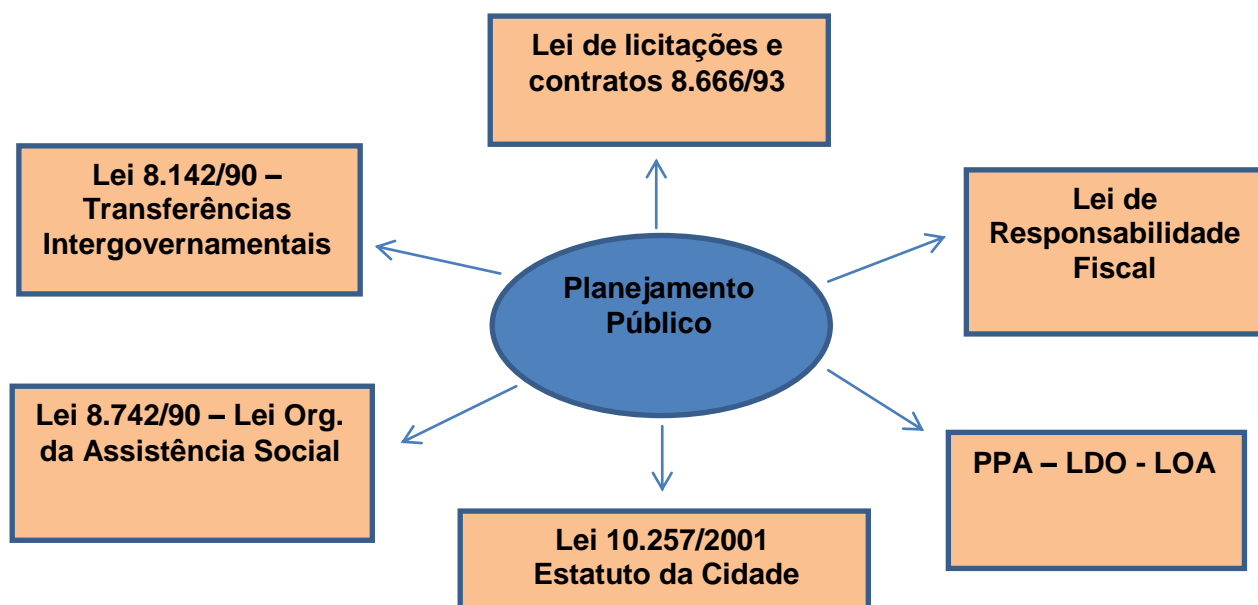 Lei de licitações e
contratos 8.666/93
Lei 8.142/90 –
Transferências
Intergovernamentais
Lei de
Responsabilidade
Fiscal
Planejamento
Público
Lei 8.742/90 – Lei Org.
da Assistência Social
PPA – LDO - LOA
Lei 10.257/2001
Estatuto da Cidade